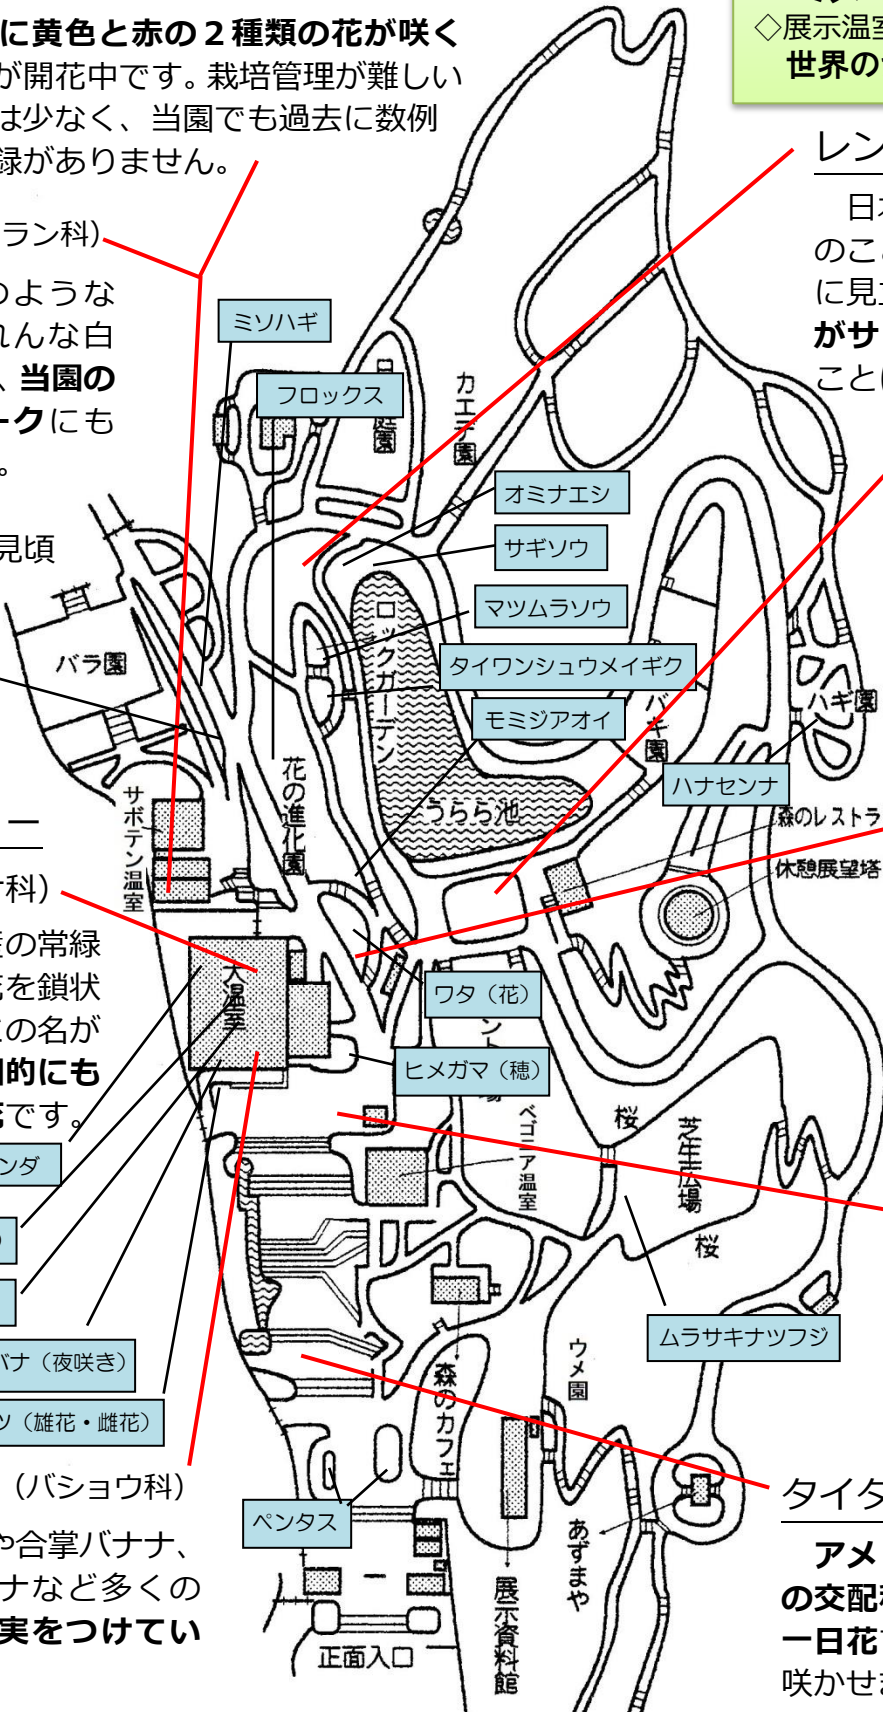 に黄色と赤の２種類の花が咲く
が開花中です。栽培管理が難しい
は少なく、当園でも過去に数例
録がありません。
ラン科）
のような
れんな白
、当園の
ークにも
。
見頃
ー
科）
の常緑
を鎖状
の名が
的にも
です。
ンダ
）
バナ（夜咲き）
ツ（雄花・雌花）
（バショウ科）
や合掌バナナ、
ナなど多くの
実をつけてい
◇展示温室
世界の
レン
日本
のこ
に見立
がサ
ことに
タイタ
アメ
の交配
一日花
咲かせま
ミソハギ
フロックス
庭園
カエデ園
オミナエシ
サギソウ
マツムラソウ
タイワンシュウメイギク
モミジアオイ
ロックガーデン
うらら池
バラ園
サボテン温室
花の進化園
バキ園
ハギ園
ハナセンナ
森のレストラ
休憩展望塔
大温室
ワタ（花）
ヒメガマ（穂）
ント
場
ベゴニア温室
桜
芝生広場
桜
ムラサキナツフジ
ウメ園
森のカフェ
ペンタス
あずまや
展示資料館
正面入口